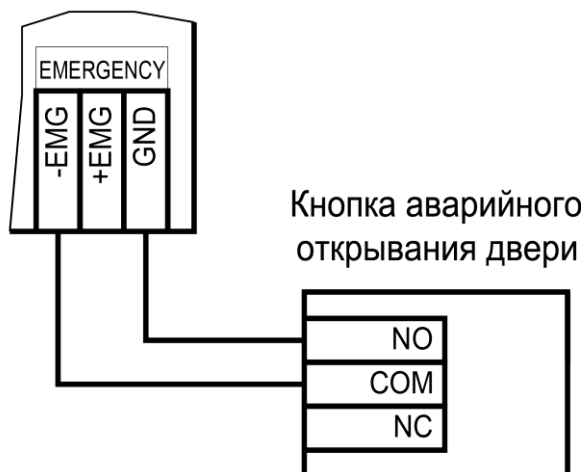 EMERGENCY
-EMG
+EMG
GND
Кнопка аварийного
открывания двери
NO
COM
NC